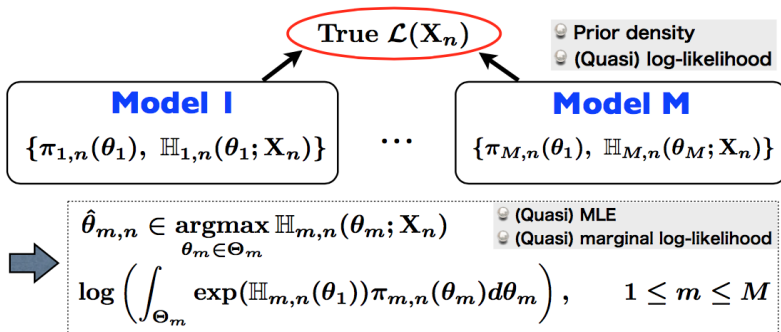 True 𝓛(X_n)
Prior density
(Quasi) log-likelihood
Model 1
{π_{1,n}(θ_1), ℍ_{1,n}(θ_1; X_n)}
...
Model M
{π_{M,n}(θ_1), ℍ_{M,n}(θ_M; X_n)}
θ̂_{m,n} ∈ argmax_{θ_m∈Θ_m} ℍ_{m,n}(θ_m; X_n)
(Quasi) MLE
(Quasi) marginal log-likelihood
log ( ∫_{Θ_m} exp(ℍ_{m,n}(θ_1))π_{m,n}(θ_m)dθ_m ) , 1 ≤ m ≤ M